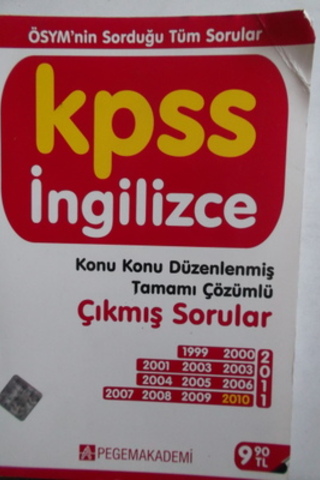 ÖSYM'nin Sorduğu Tüm Sorular
kpss
İngilizce
Konu Konu Düzenlenmiş
Tamamı Çözümlü
Çıkmış Sorular
1999 2000
2001 2003 2003
2004 2005 2006
2007 2008 2009 2010
2011
PEGEMAKADEMİ
9 90 TL